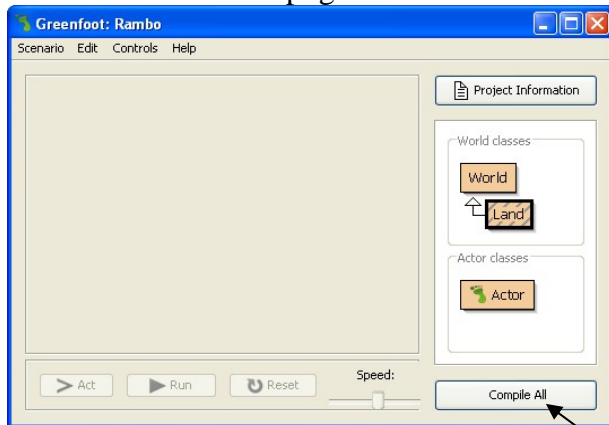 Greenfoot: Rambo
Scenario Edit Controls Help
Project Information
World classes
World
Land
Actor classes
Actor
Act Run Reset Speed:
Compile All